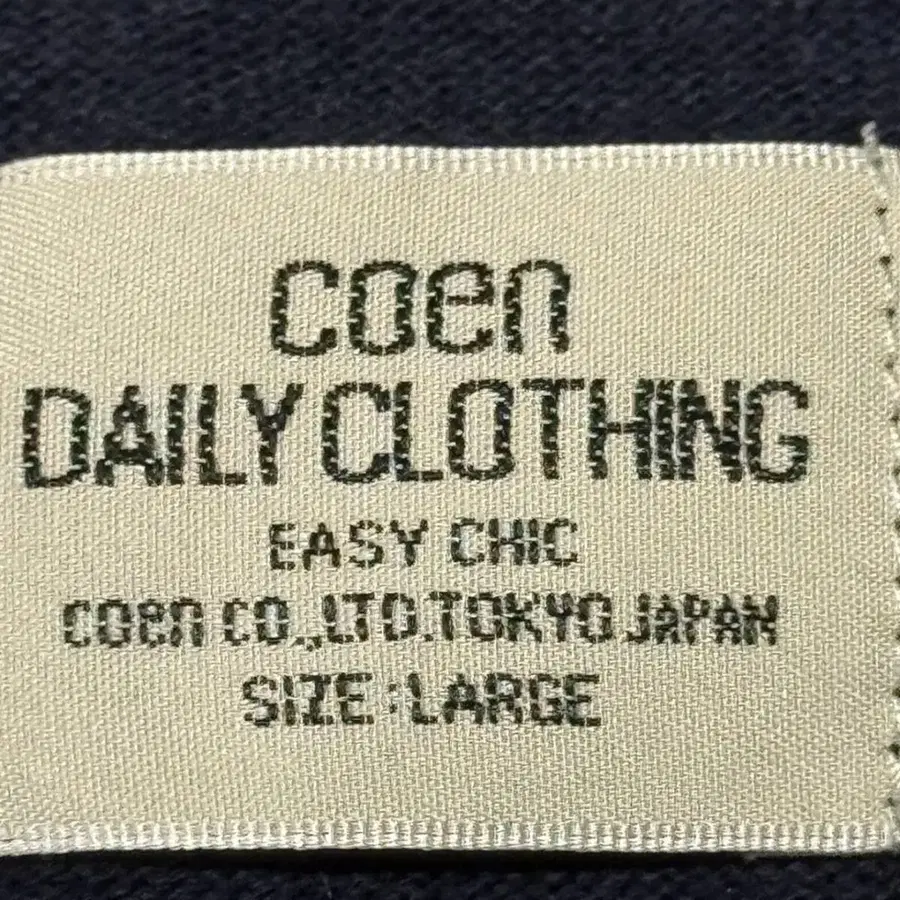 coen
DAILY CLOTHING
EASY CHIC
coen CO.,LTD.TOKYO JAPAN
SIZE:LARGE